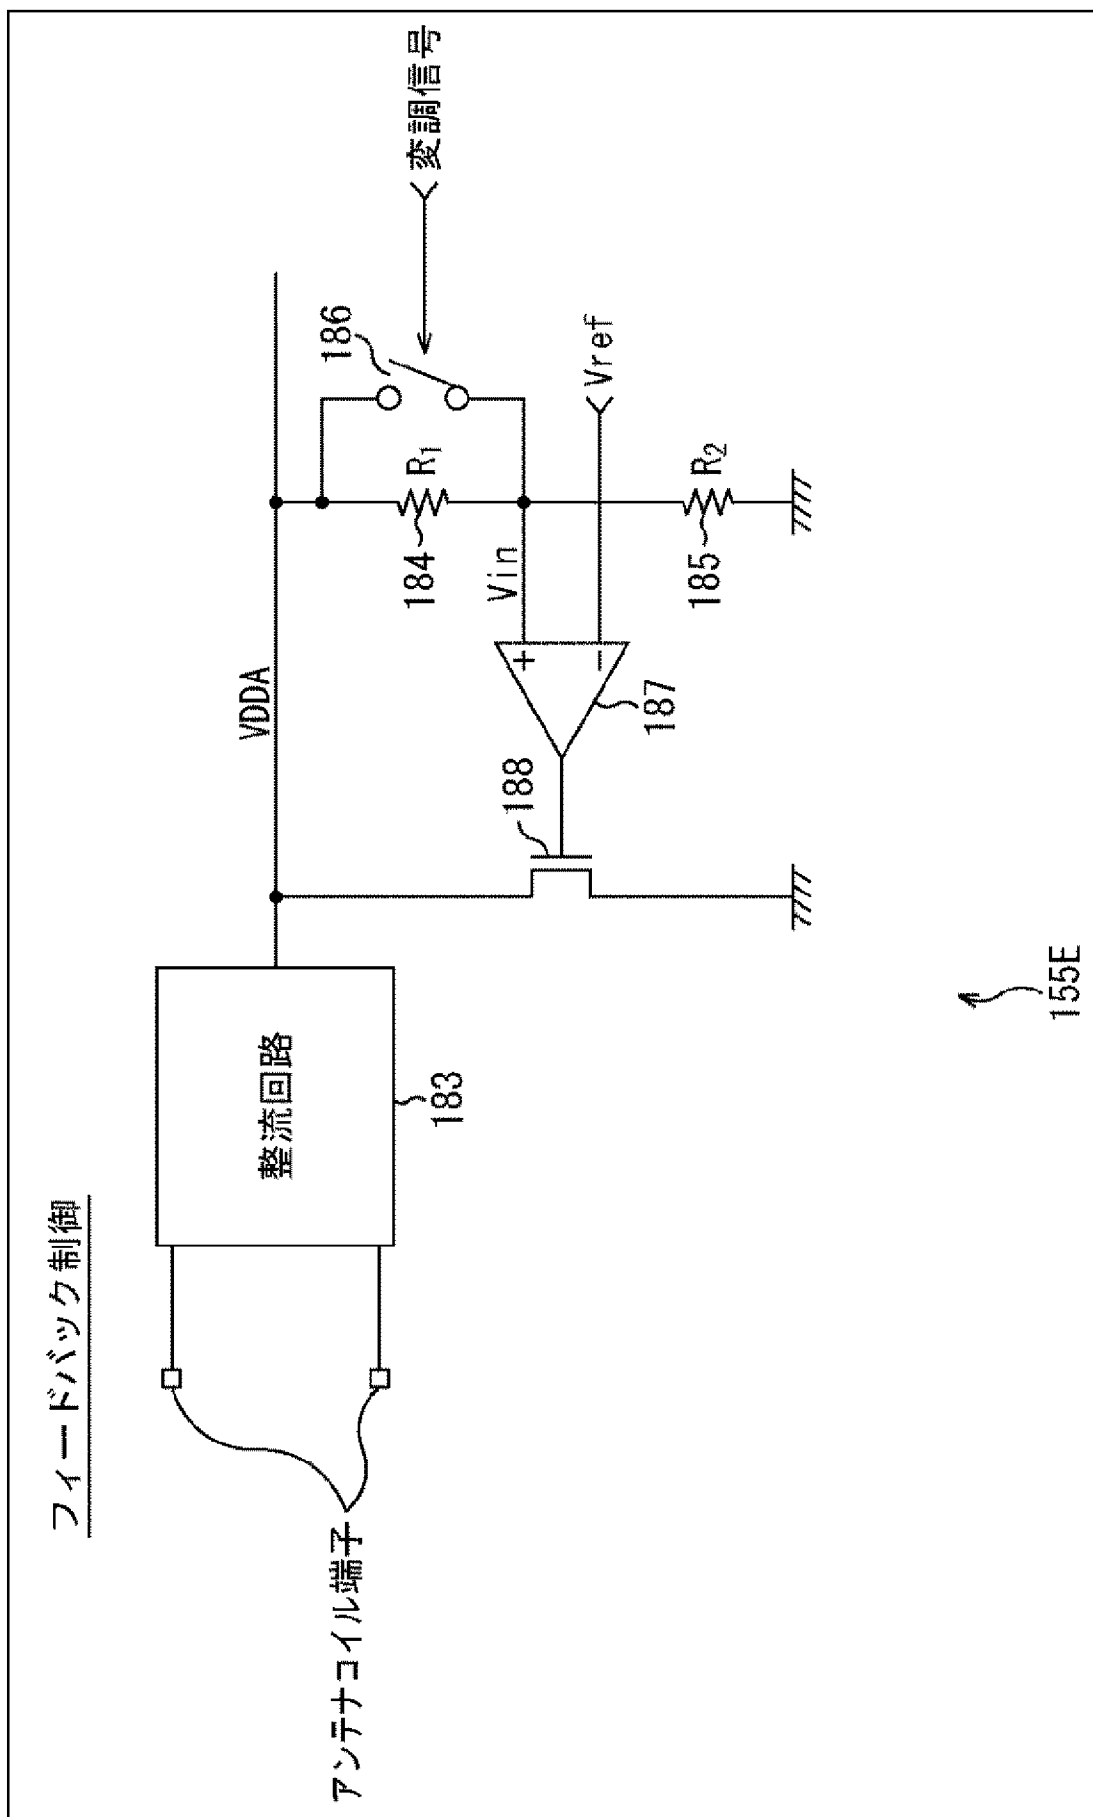 フィードバック制御
アンテナコイル端子
整流回路
183
VDDA
188
187
Vin
184
R1
186
変調信号
Vref
185
R2
155E
+
−